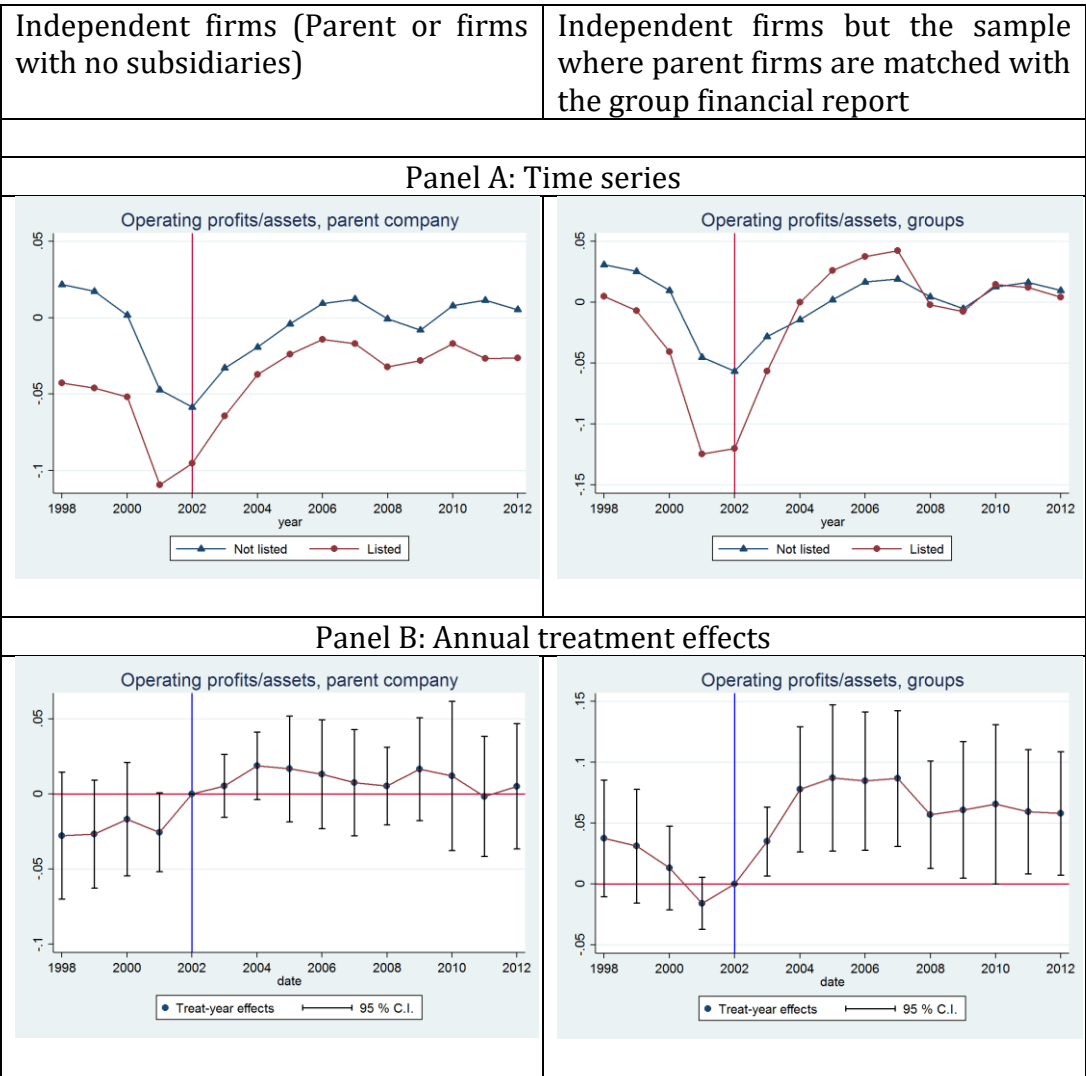 Independent firms (Parent or firms
with no subsidiaries)
Independent firms but the sample
where parent firms are matched with
the group financial report
Panel A: Time series
Operating profits/assets, parent company
.05
0
-.05
-.1
1998 2000 2002 2004 2006 2008 2010 2012
year
Not listed Listed
Operating profits/assets, groups
.05
0
-.05
-.1
-.15
1998 2000 2002 2004 2006 2008 2010 2012
year
Not listed Listed
Panel B: Annual treatment effects
Operating profits/assets, parent company
.05
0
-.05
-.1
1998 2000 2002 2004 2006 2008 2010 2012
date
Treat-year effects 95 % C.I.
Operating profits/assets, groups
.15
.1
.05
0
-.05
1998 2000 2002 2004 2006 2008 2010 2012
date
Treat-year effects 95 % C.I.